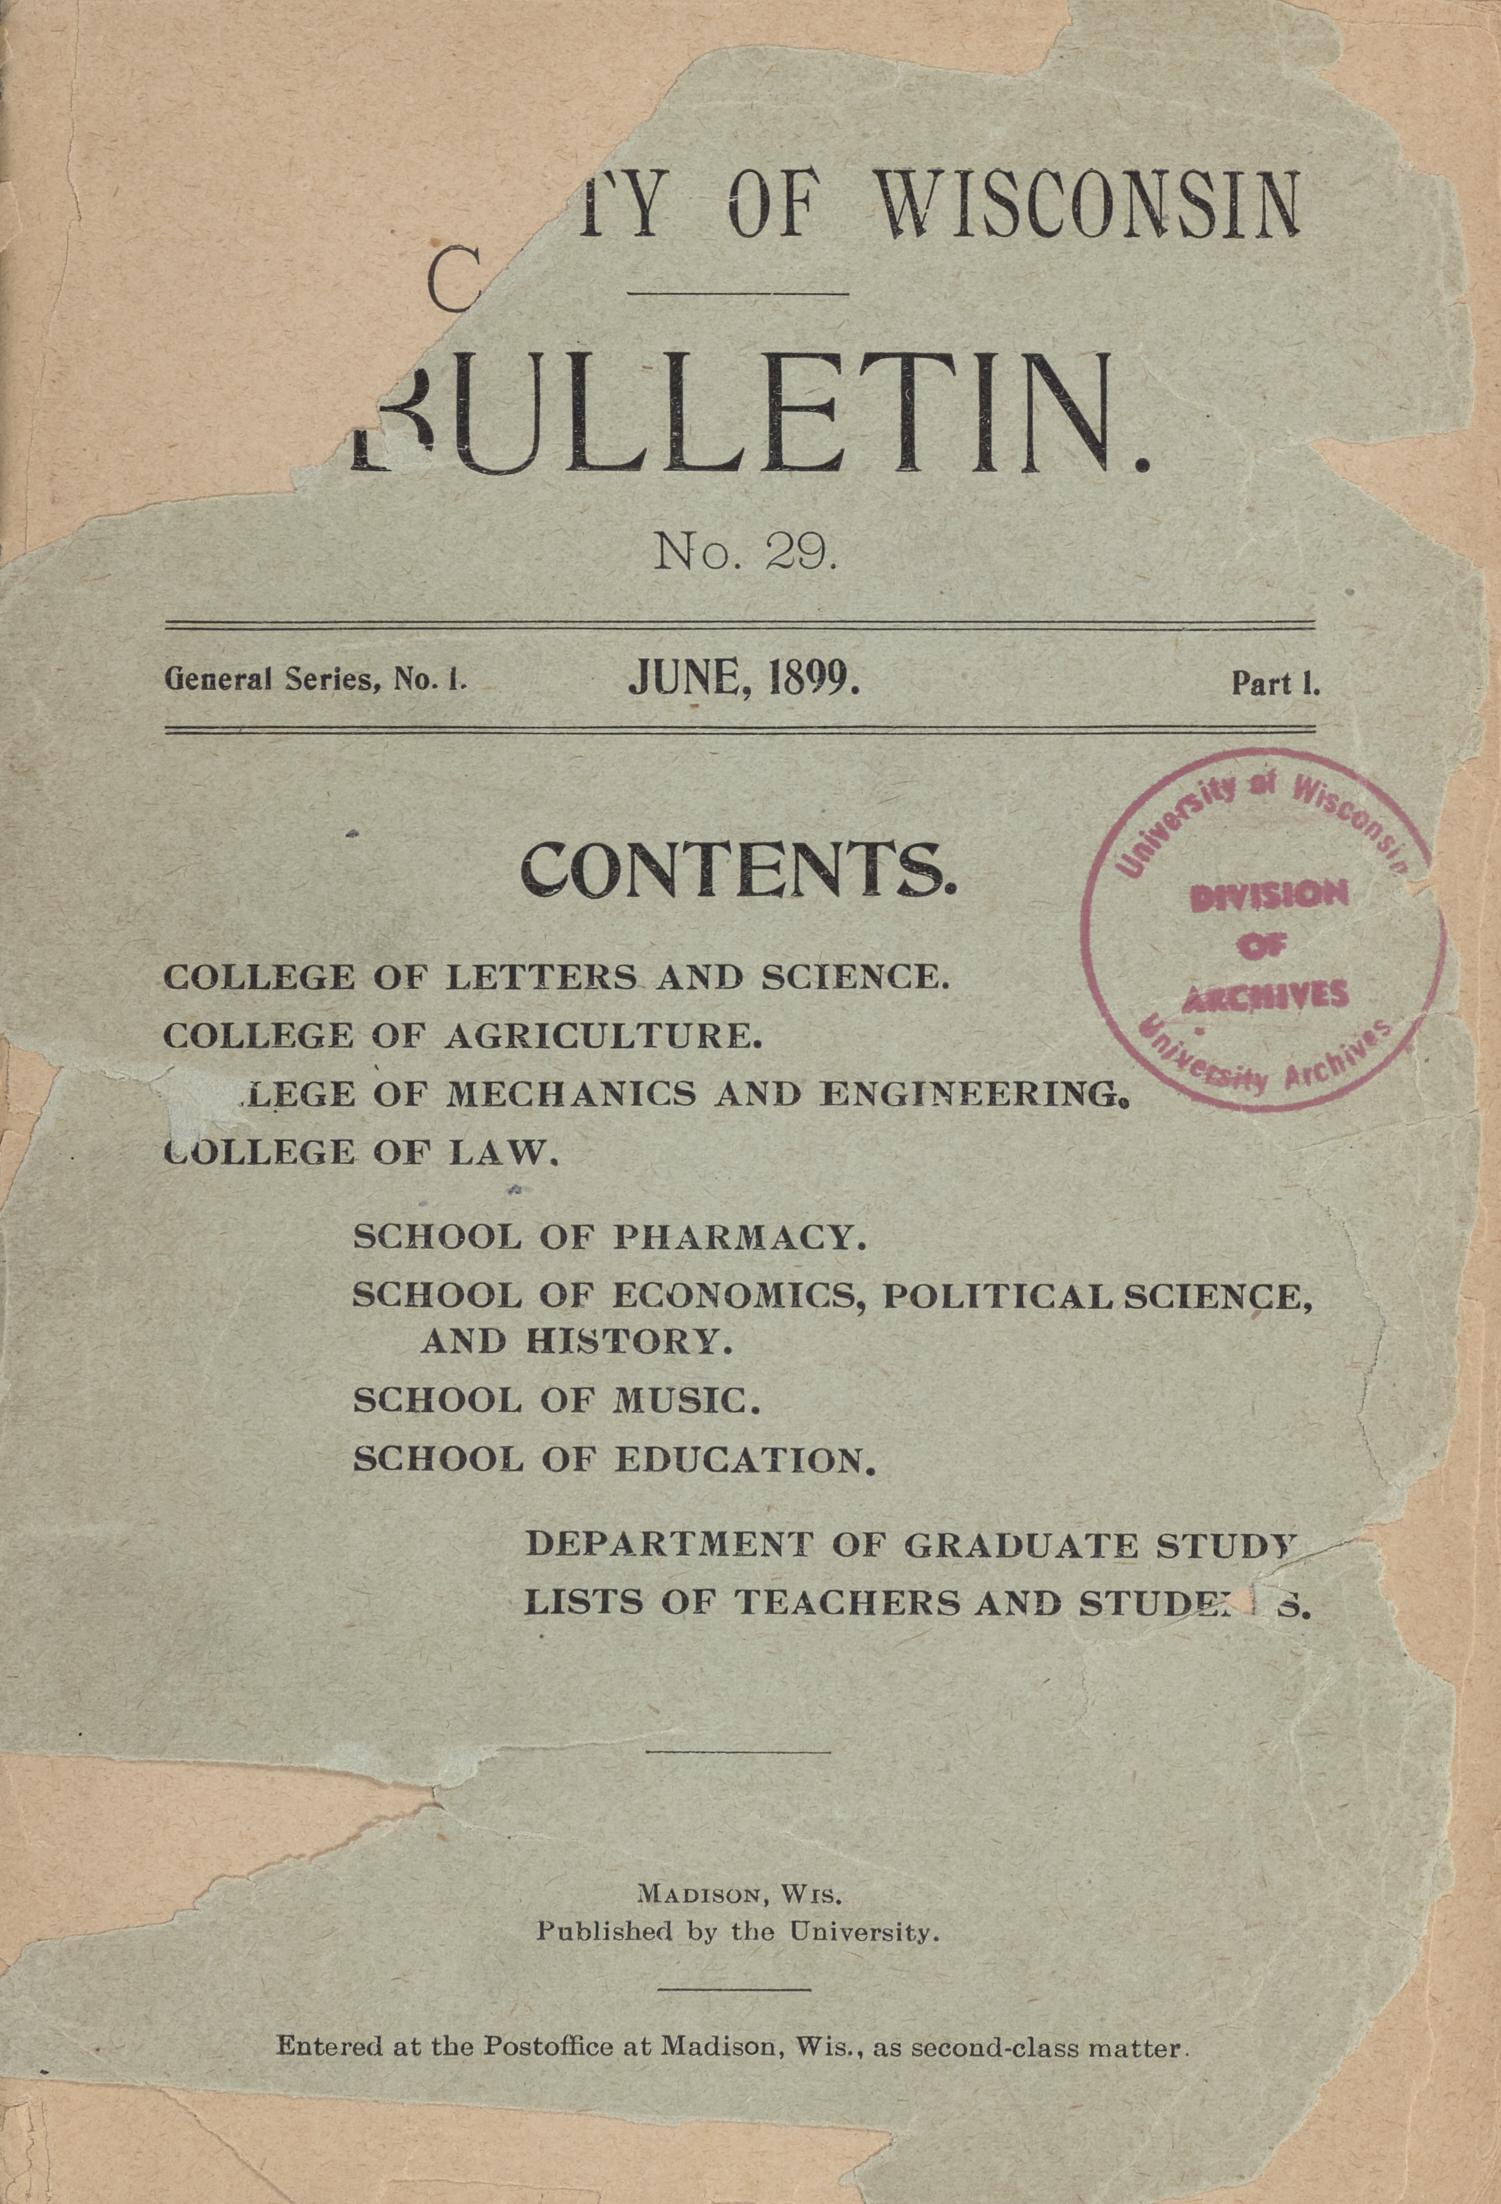 TY OF WISCONSIN
C
BULLETIN.
No. 29.
General Series, No. 1. JUNE, 1899. Part 1.
CONTENTS.
University of Wisconsin
DIVISION
OF
ARCHIVES
University Archives
COLLEGE OF LETTERS AND SCIENCE.
COLLEGE OF AGRICULTURE.
LEGE OF MECHANICS AND ENGINEERING.
COLLEGE OF LAW.
SCHOOL OF PHARMACY.
SCHOOL OF ECONOMICS, POLITICAL SCIENCE,
AND HISTORY.
SCHOOL OF MUSIC.
SCHOOL OF EDUCATION.
DEPARTMENT OF GRADUATE STUDY
LISTS OF TEACHERS AND STUDE S.
MADISON, WIS.
Published by the University.
Entered at the Postoffice at Madison, Wis., as second-class matter.